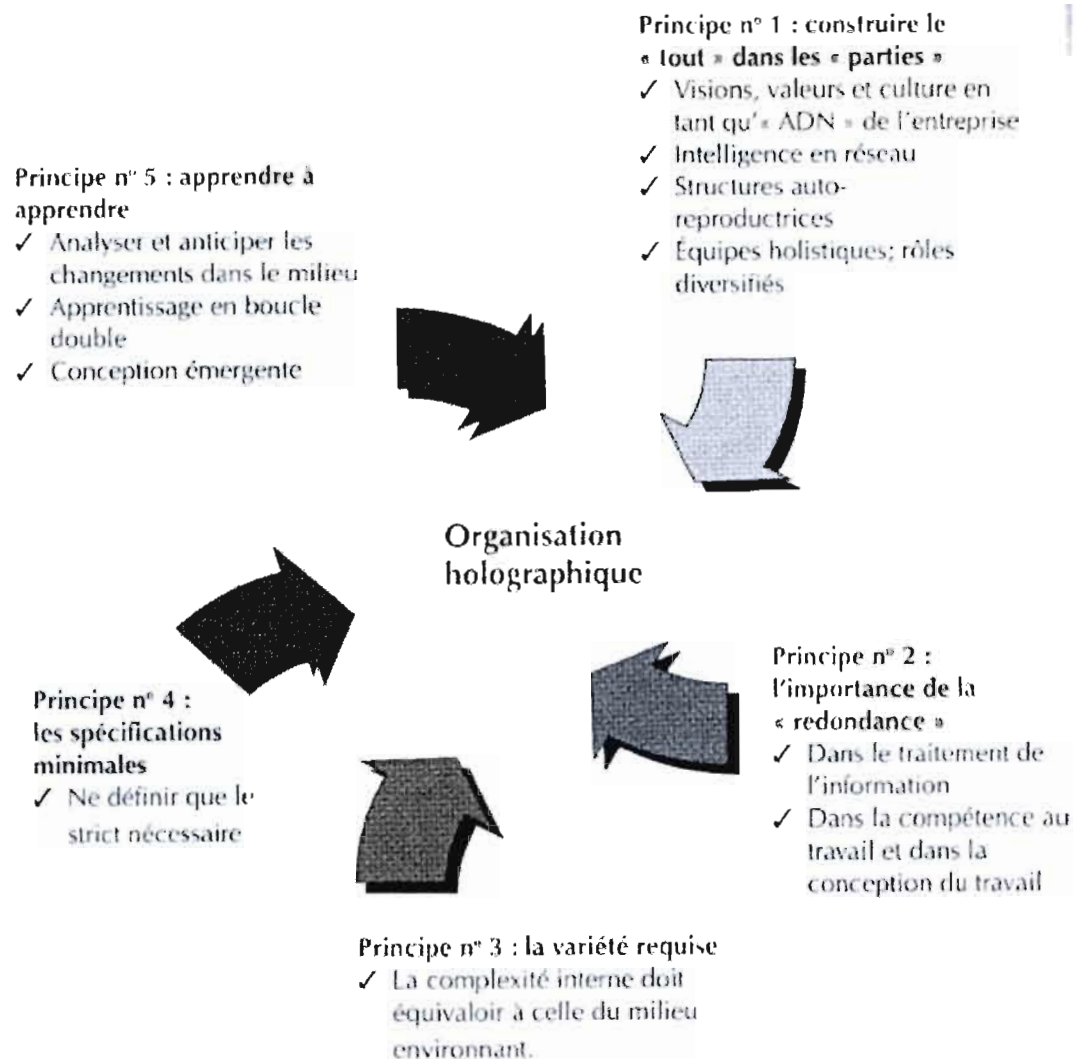 Principe n° 1 : construire le
« tout » dans les « parties »
✓ Visions, valeurs et culture en
tant qu'« ADN » de l'entreprise
✓ Intelligence en réseau
✓ Structures auto-
reproductrices
✓ Équipes holistiques; rôles
diversifiés
Principe n° 5 : apprendre à
apprendre
✓ Analyser et anticiper les
changements dans le milieu
✓ Apprentissage en boucle
double
✓ Conception émergente
Organisation
holographique
Principe n° 2 :
l'importance de la
« redondance »
✓ Dans le traitement de
l'information
✓ Dans la compétence au
travail et dans la
conception du travail
Principe n° 4 :
les spécifications
minimales
✓ Ne définir que le
strict nécessaire
Principe n° 3 : la variété requise
✓ La complexité interne doit
équivaloir à celle du milieu
environnant.